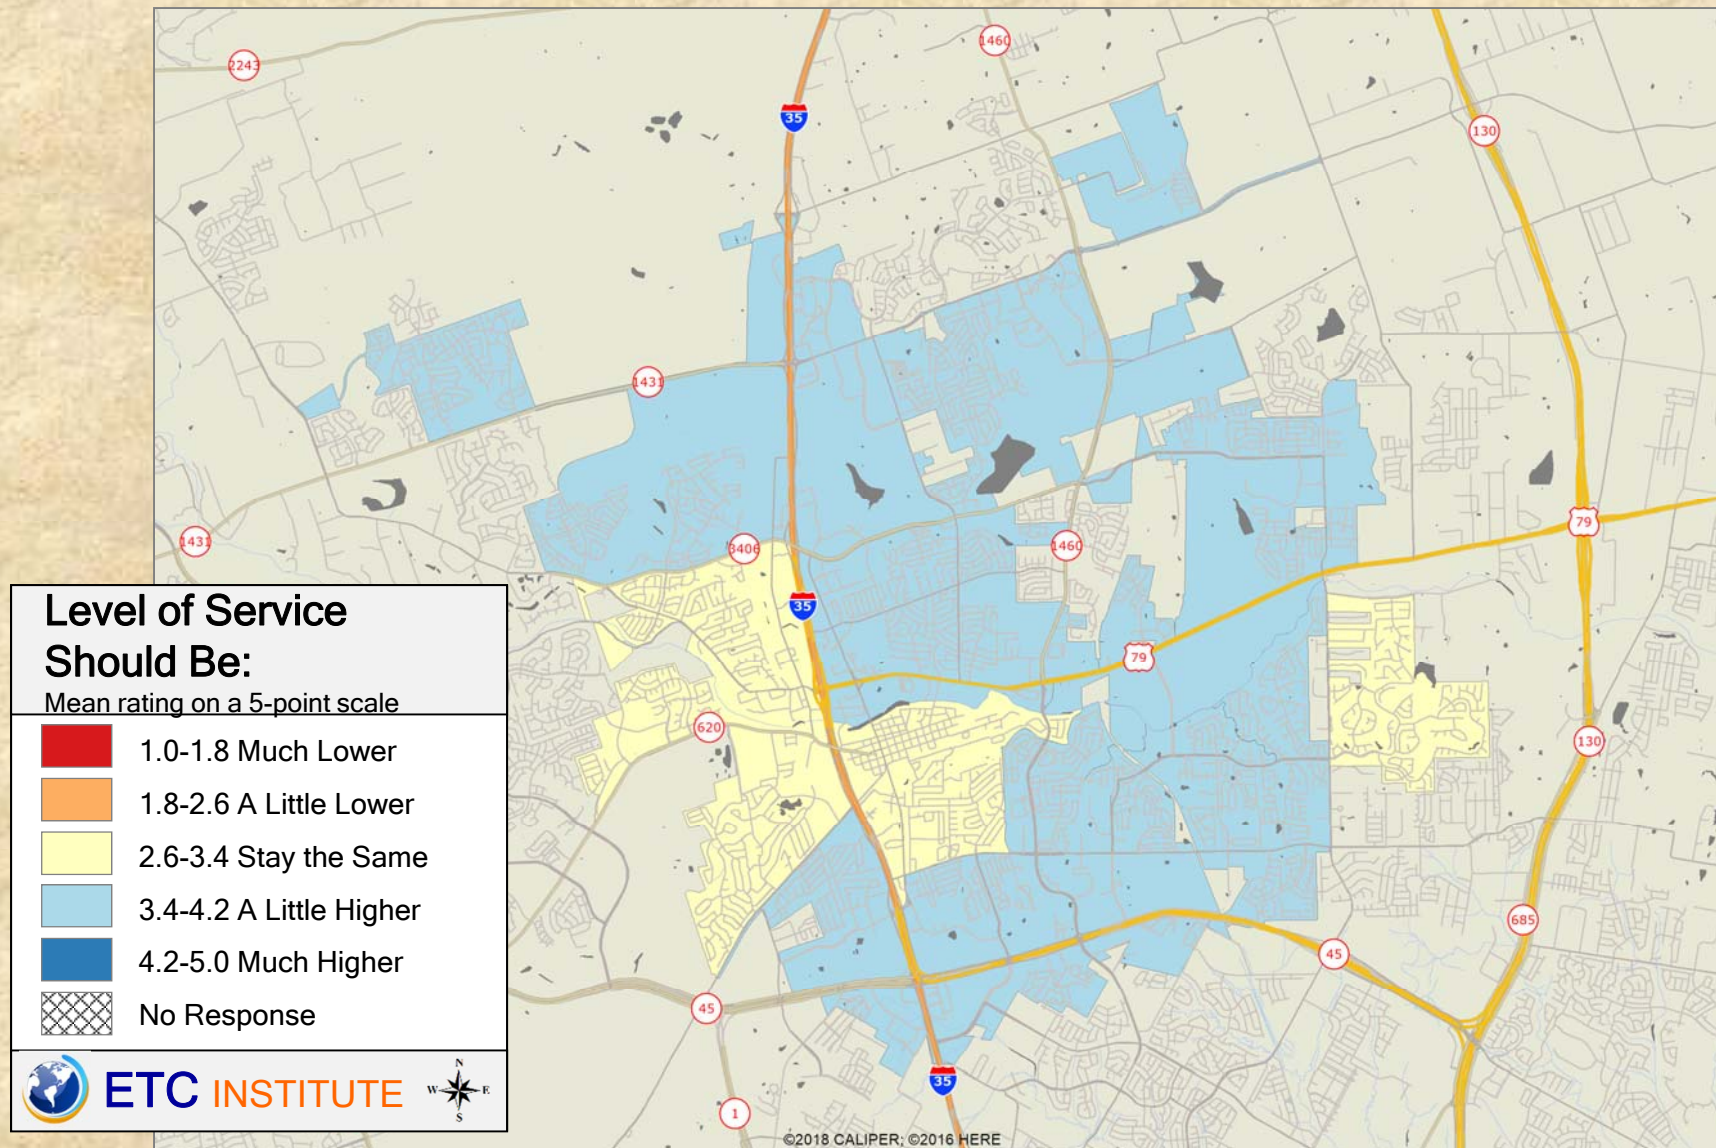 2243
1460
35
130
1431
1431
3406
1460
79
35
79
620
130
685
45
45
35
1
Level of Service
Should Be:
Mean rating on a 5-point scale
1.0-1.8 Much Lower
1.8-2.6 A Little Lower
2.6-3.4 Stay the Same
3.4-4.2 A Little Higher
4.2-5.0 Much Higher
No Response
ETC INSTITUTE
N
W E
S
©2018 CALIPER; ©2016 HERE